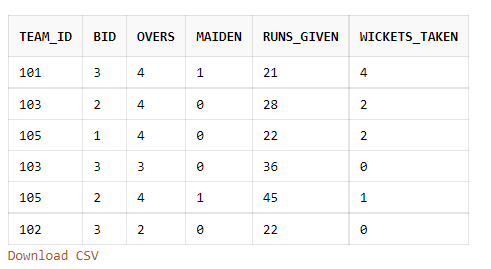 TEAM_ID BID OVERS MAIDEN RUNS_GIVEN WICKETS_TAKEN
101 3 4 1 21 4
103 2 4 0 28 2
105 1 4 0 22 2
103 3 3 0 36 0
105 2 4 1 45 1
102 3 2 0 22 0
Download CSV